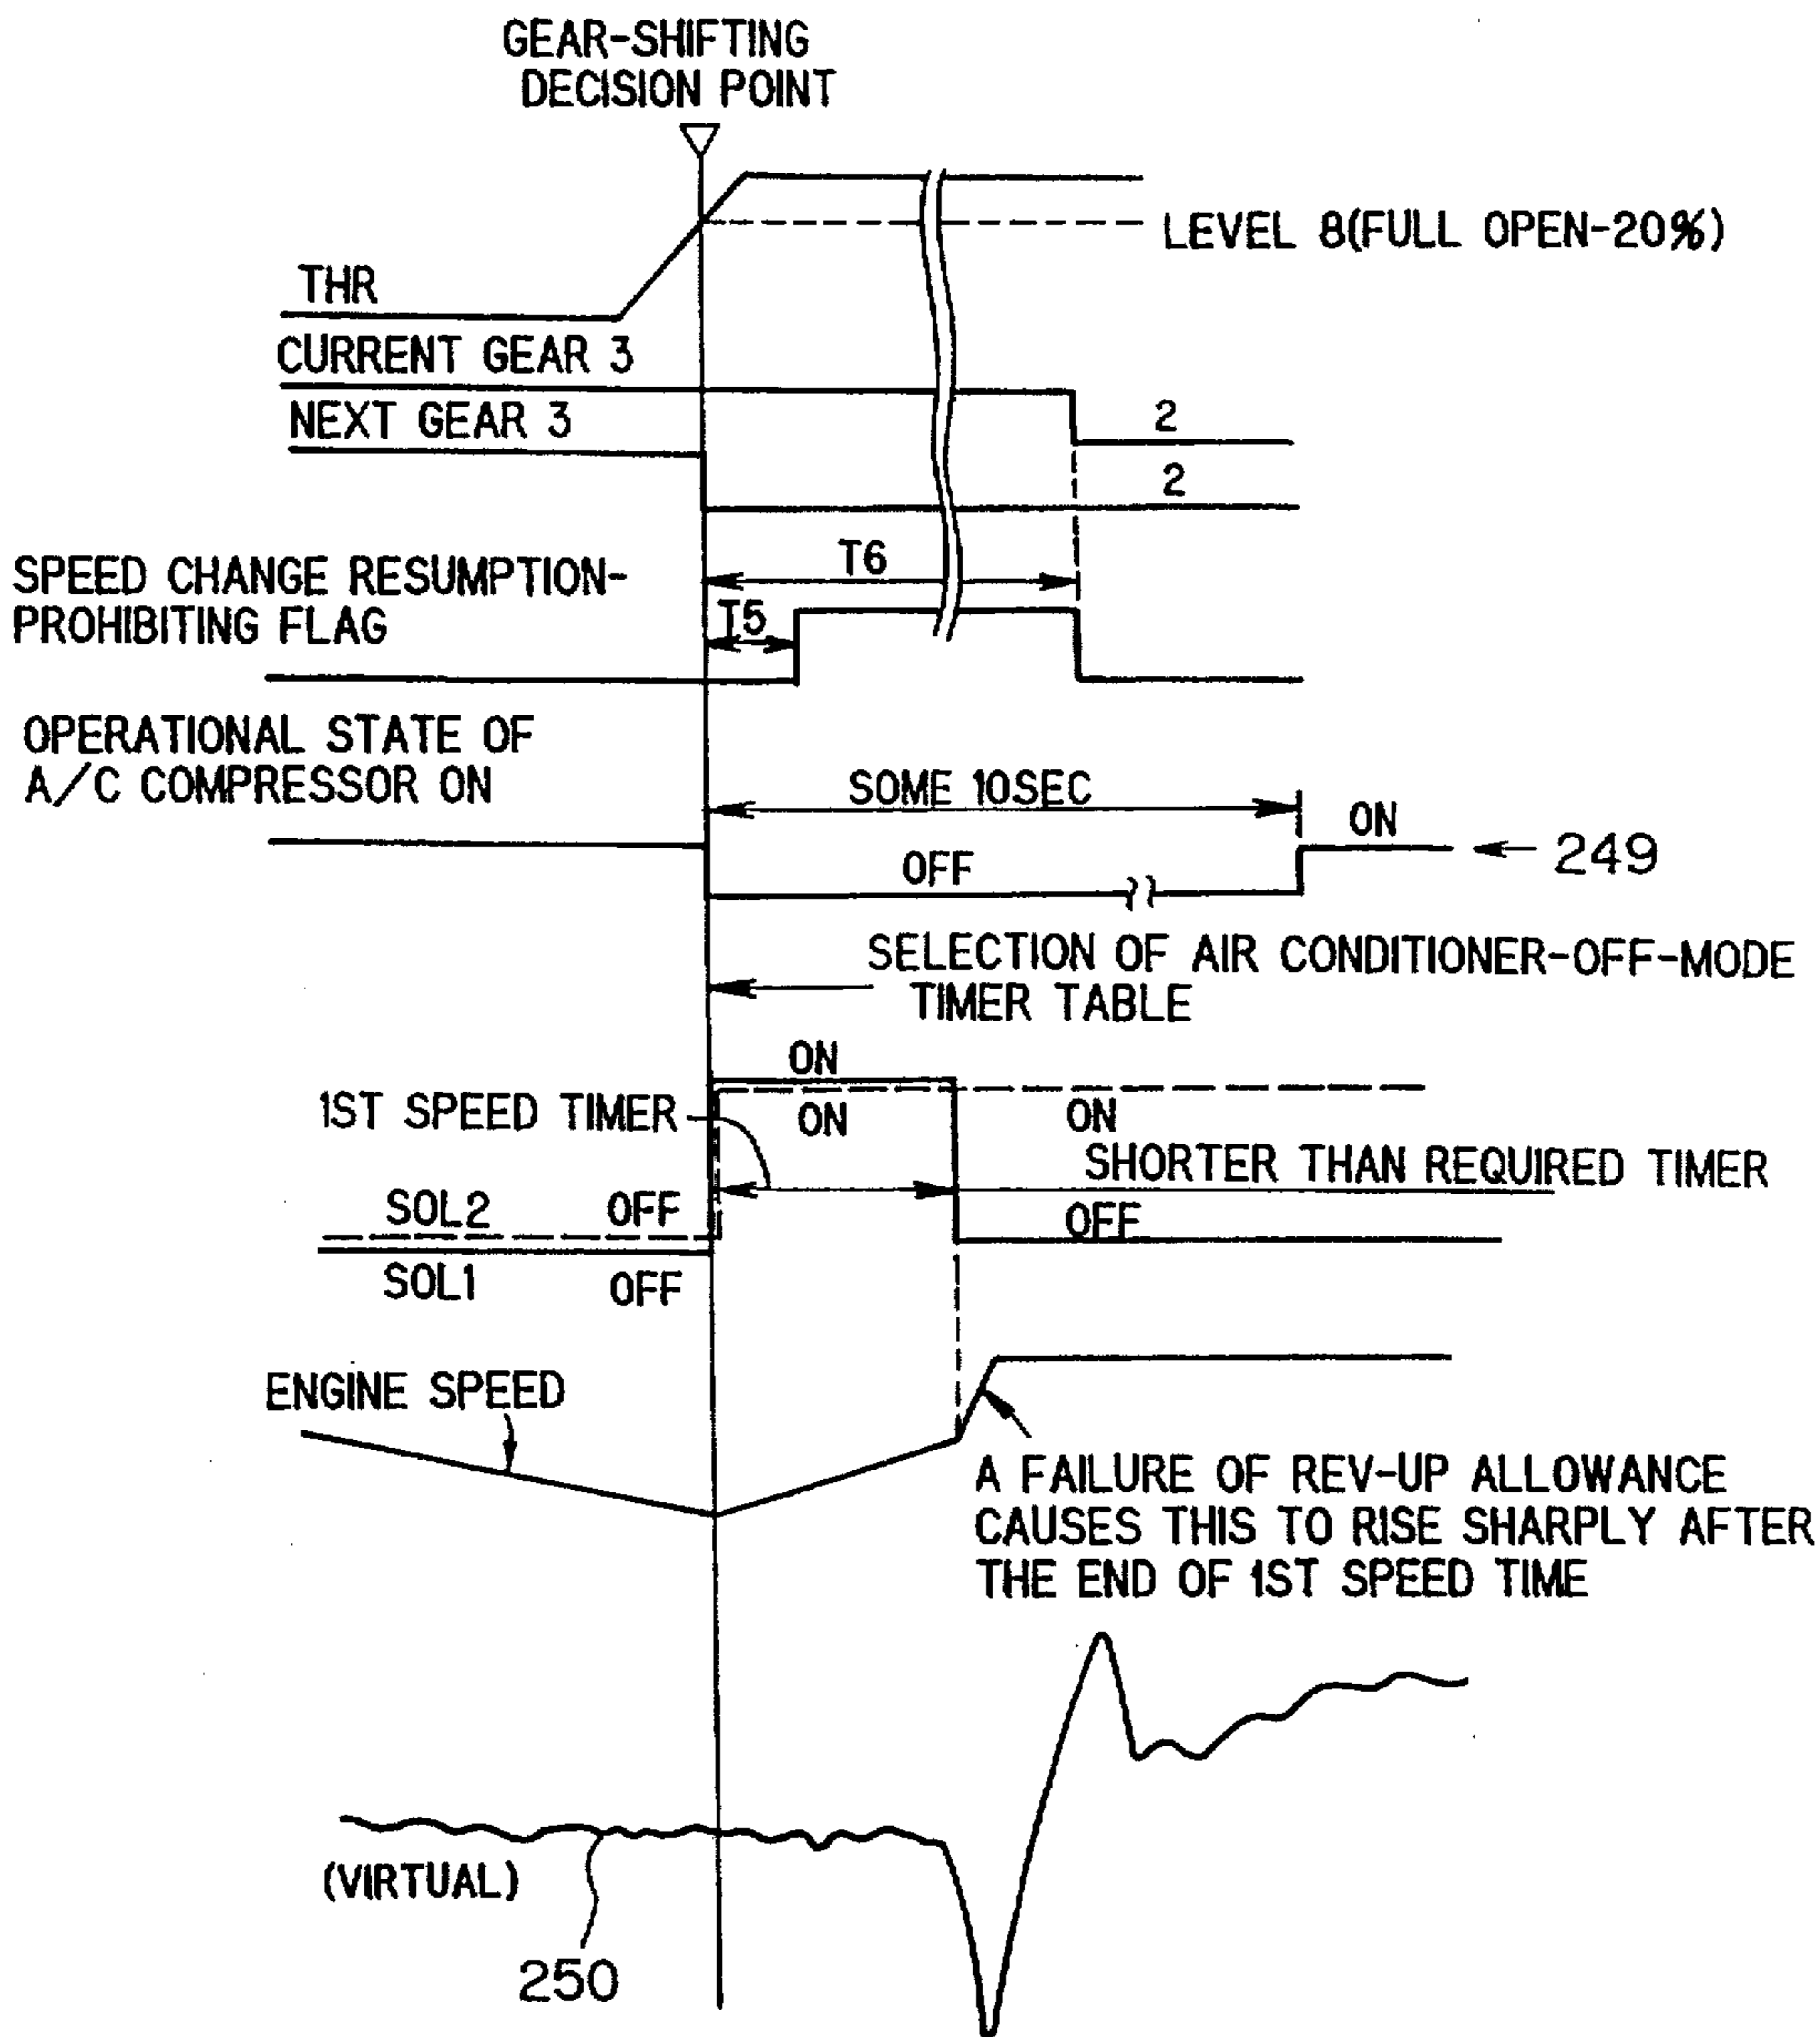 GEAR-SHIFTING
DECISION POINT
LEVEL 8(FULL OPEN-20%)
THR
CURRENT GEAR 3
2
NEXT GEAR 3
2
T6
SPEED CHANGE RESUMPTION-
PROHIBITING FLAG
T5
OPERATIONAL STATE OF
A/C COMPRESSOR ON
SOME 10SEC
ON
249
OFF
SELECTION OF AIR CONDITIONER-OFF-MODE
TIMER TABLE
ON
1ST SPEED TIMER
ON
ON
SHORTER THAN REQUIRED TIMER
SOL2 OFF
OFF
SOL1 OFF
ENGINE SPEED
A FAILURE OF REV-UP ALLOWANCE
CAUSES THIS TO RISE SHARPLY AFTER
THE END OF 1ST SPEED TIME
(VIRTUAL)
250